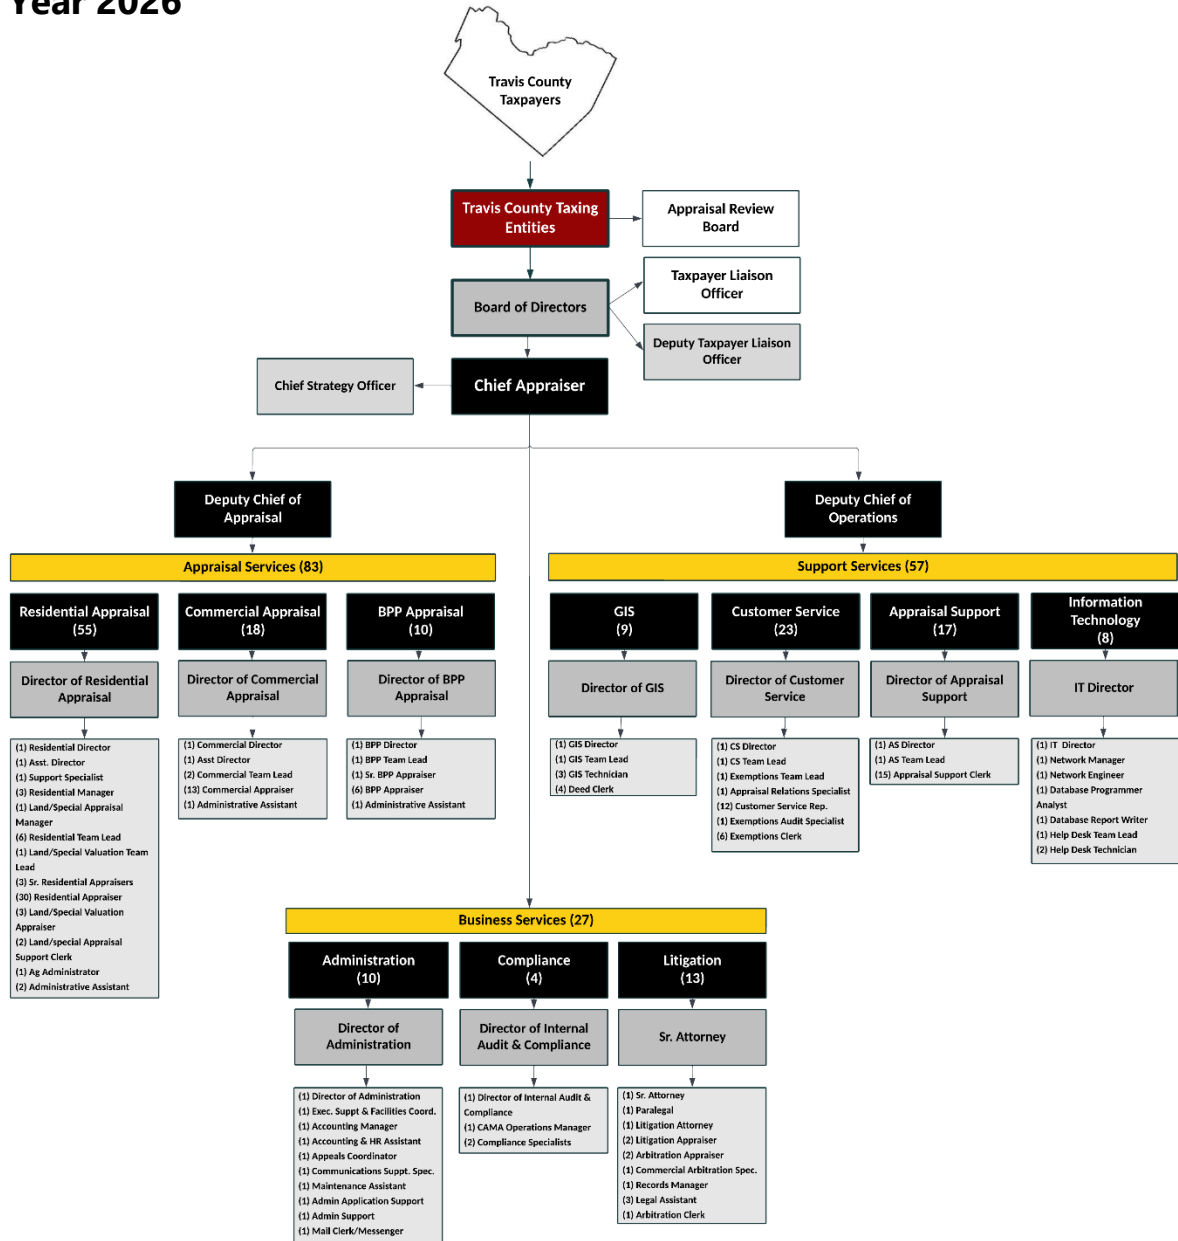 Year 2026
Travis County
Taxpayers
Travis County Taxing
Entities
Appraisal Review
Board
Taxpayer Liaison
Officer
Board of Directors
Deputy Taxpayer Liaison
Officer
Chief Strategy Officer
Chief Appraiser
Deputy Chief of
Appraisal
Deputy Chief of
Operations
Appraisal Services (83)
Support Services (57)
Residential Appraisal
(55)
Commercial Appraisal
(18)
BPP Appraisal
(10)
GIS
(9)
Customer Service
(23)
Appraisal Support
(17)
Information
Technology
(8)
Director of Residential
Appraisal
Director of Commercial
Appraisal
Director of BPP
Appraisal
Director of GIS
Director of Customer
Service
Director of Appraisal
Support
IT Director
(1) Residential Director
(1) Asst. Director
(1) Support Specialist
(3) Residential Manager
(1) Land/Special Appraisal
Manager
(6) Residential Team Lead
(1) Land/Special Valuation Team
Lead
(3) Sr. Residential Appraisers
(30) Residential Appraiser
(3) Land/Special Valuation
Appraiser
(2) Land/special Appraisal
Support Clerk
(1) Ag Administrator
(2) Administrative Assistant
(1) Commercial Director
(1) Asst Director
(2) Commercial Team Lead
(13) Commercial Appraiser
(1) Administrative Assistant
(1) BPP Director
(1) BPP Team Lead
(1) Sr. BPP Appraiser
(6) BPP Appraiser
(1) Administrative Assistant
(1) GIS Director
(1) GIS Team Lead
(3) GIS Technician
(4) Deed Clerk
(1) CS Director
(1) CS Team Lead
(1) Exemptions Team Lead
(1) Appraisal Relations Specialist
(12) Customer Service Rep.
(1) Exemptions Audit Specialist
(6) Exemptions Clerk
(1) AS Director
(1) AS Team Lead
(15) Appraisal Support Clerk
(1) IT Director
(1) Network Manager
(1) Network Engineer
(1) Database Programmer
Analyst
(1) Database Report Writer
(1) Help Desk Team Lead
(2) Help Desk Technician
Business Services (27)
Administration
(10)
Compliance
(4)
Litigation
(13)
Director of
Administration
Director of Internal
Audit & Compliance
Sr. Attorney
(1) Director of Administration
(1) Exec. Suppt & Facilities Coord.
(1) Accounting Manager
(1) Accounting & HR Assistant
(1) Appeals Coordinator
(1) Communications Suppt. Spec.
(1) Maintenance Assistant
(1) Admin Application Support
(1) Admin Support
(1) Mail Clerk/Messenger
(1) Director of Internal Audit &
Compliance
(1) CAMA Operations Manager
(2) Compliance Specialists
(1) Sr. Attorney
(1) Paralegal
(1) Litigation Attorney
(2) Litigation Appraiser
(2) Arbitration Appraiser
(1) Commercial Arbitration Spec.
(1) Records Manager
(3) Legal Assistant
(1) Arbitration Clerk